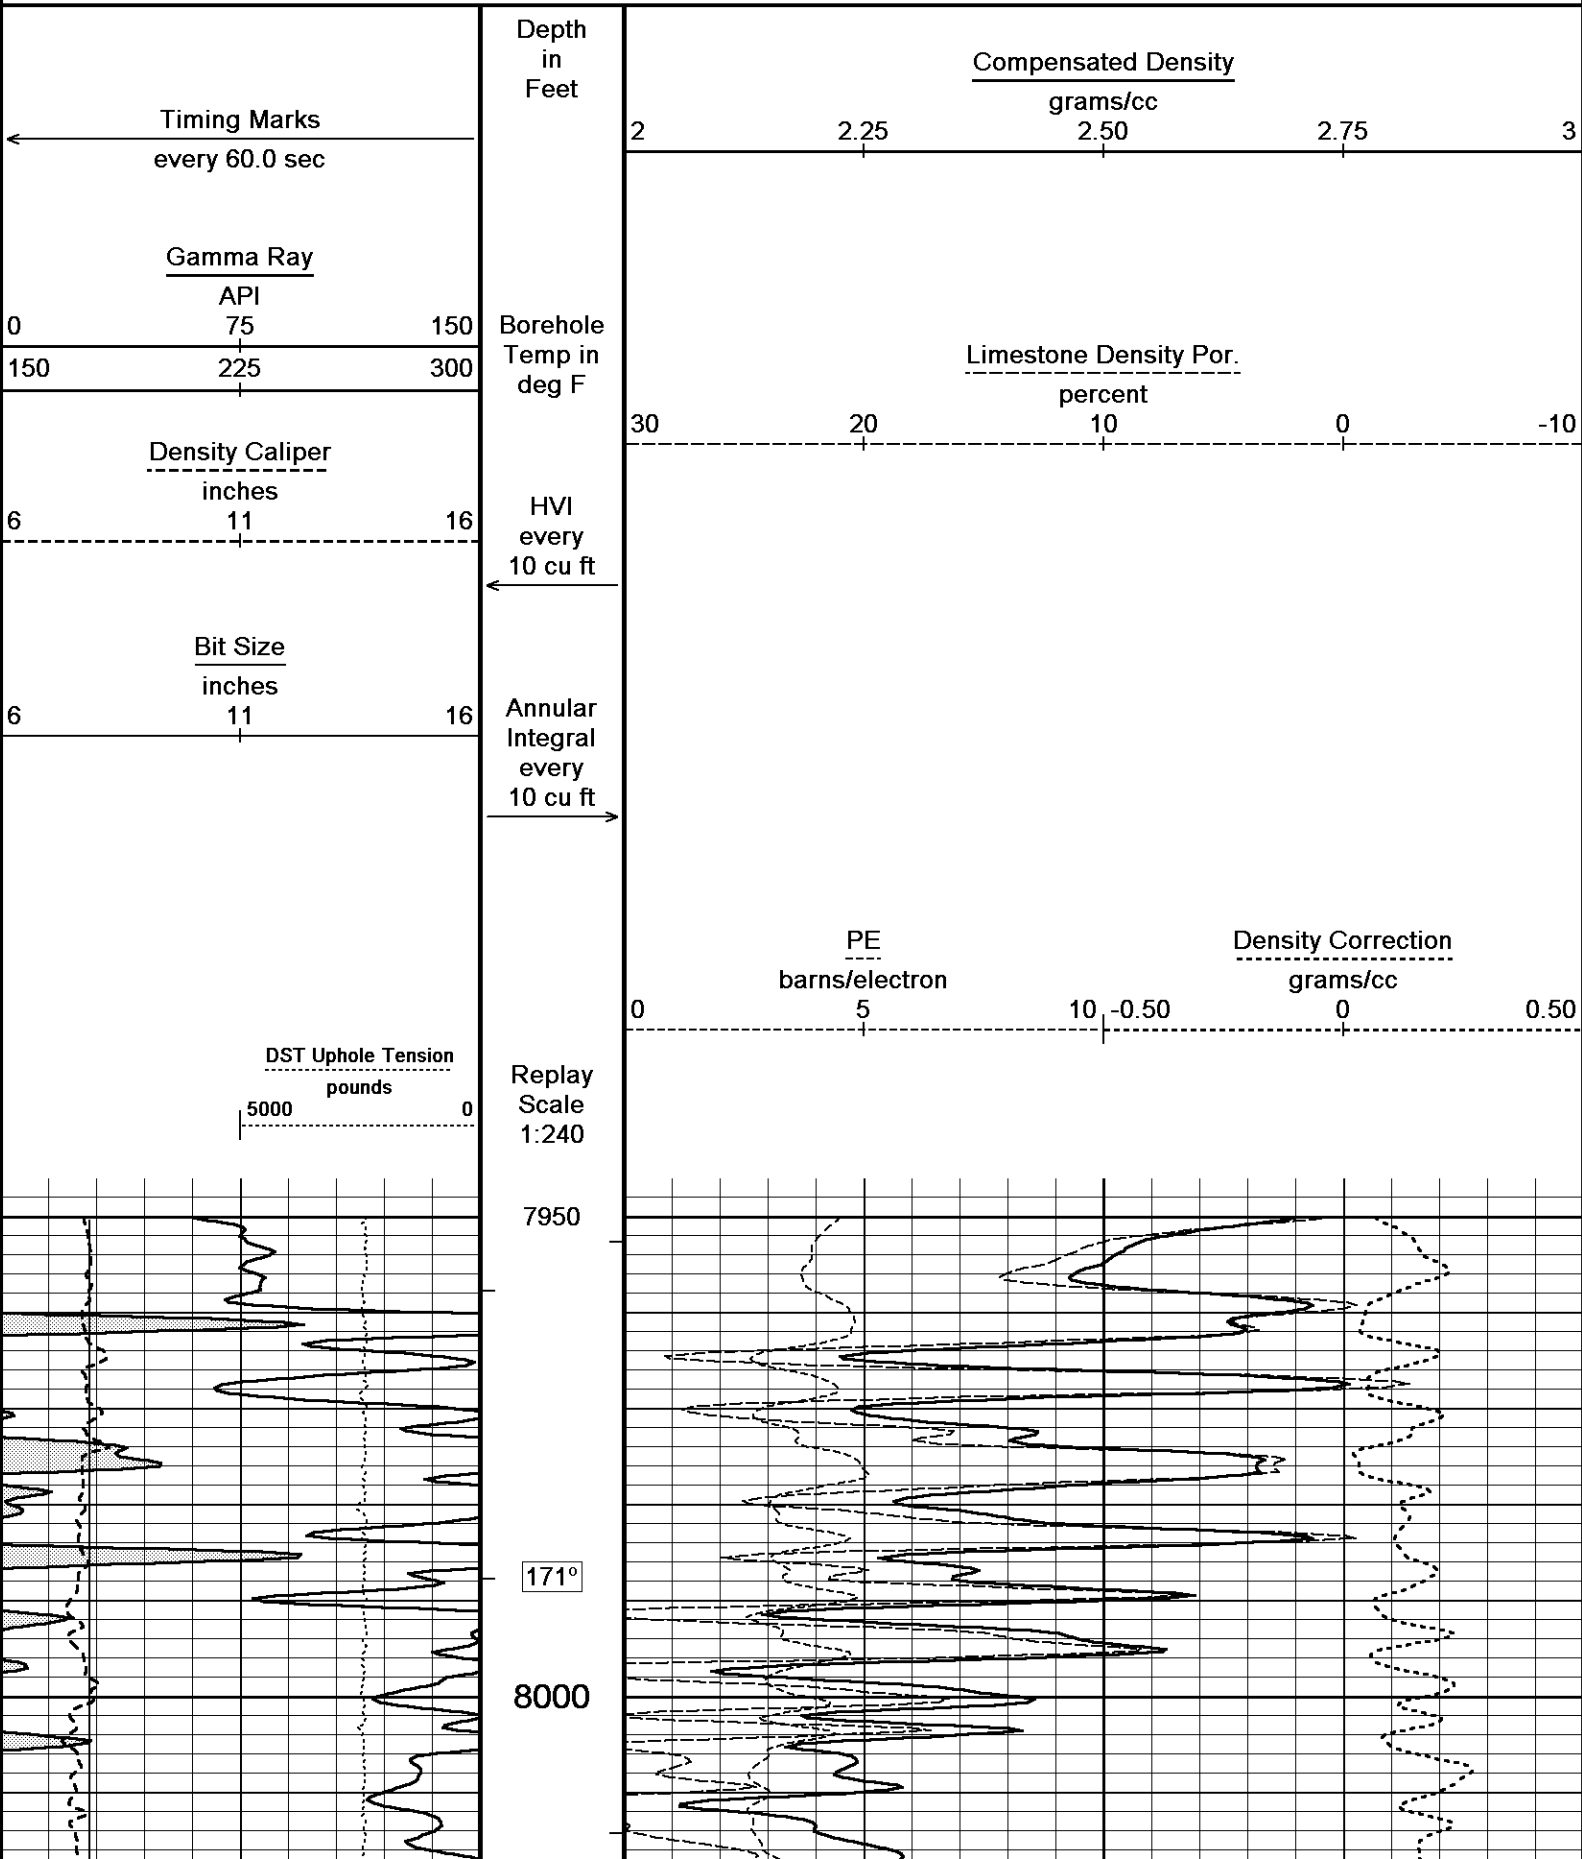 Timing Marks
every 60.0 sec
Gamma Ray
API
0 75 150
150 225 300
Density Caliper
inches
6 11 16
Bit Size
inches
6 11 16
DST Uphole Tension
pounds
5000 0
Depth
in
Feet
Borehole
Temp in
deg F
HVI
every
10 cu ft
Annular
Integral
every
10 cu ft
Replay
Scale
1:240
Compensated Density
grams/cc
2 2.25 2.50 2.75 3
Limestone Density Por.
percent
30 20 10 0 -10
PE
barns/electron
0 5 10
Density Correction
grams/cc
-0.50 0 0.50
7950
171°
8000